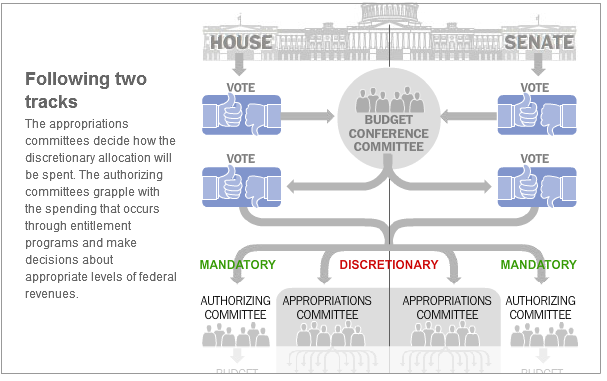 HOUSE
SENATE
Following two
tracks
The appropriations
committees decide how the
discretionary allocation will
be spent. The authorizing
committees grapple with
the spending that occurs
through entitlement
programs and make
decisions about
appropriate levels of federal
revenues.
VOTE
VOTE
BUDGET
CONFERENCE
COMMITTEE
VOTE
VOTE
MANDATORY
DISCRETIONARY
MANDATORY
AUTHORIZING
COMMITTEE
APPROPRIATIONS
COMMITTEE
APPROPRIATIONS
COMMITTEE
AUTHORIZING
COMMITTEE
BUDGET
BUDGET